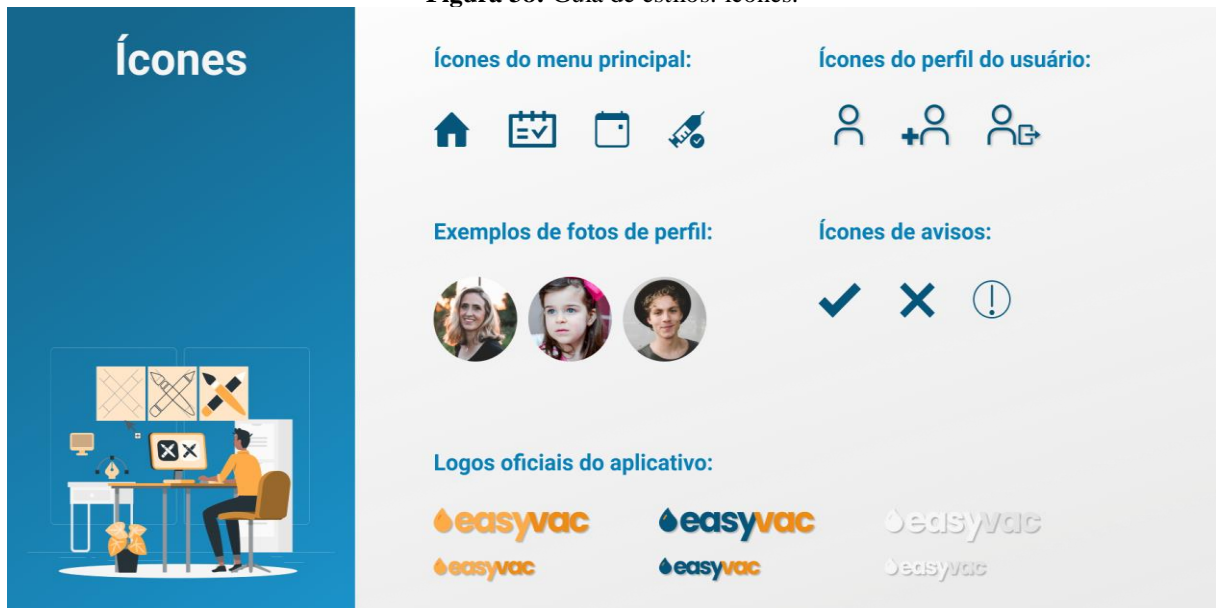 Figura 38: Guia de estilos: ícones.
Ícones
Ícones do menu principal:
Ícones do perfil do usuário:
Exemplos de fotos de perfil:
Ícones de avisos:
Logos oficiais do aplicativo:
easyvac
easyvac
easyvac
easyvac
easyvac
easyvac